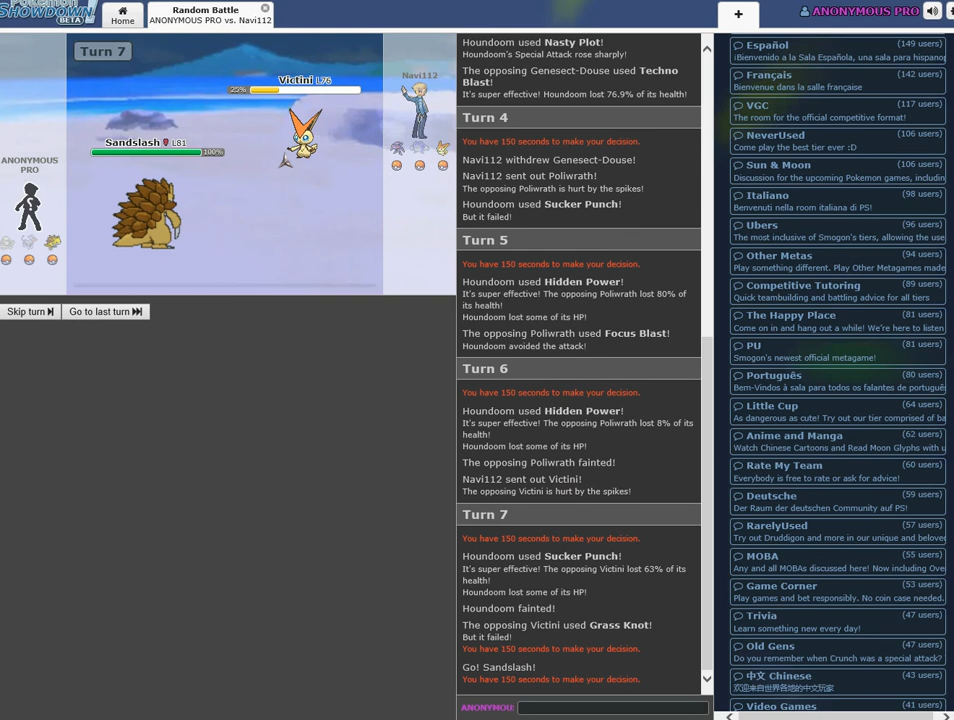 Pokémon
SHOWDOWN
BETA
Home
Random Battle
ANONYMOUS PRO vs. Navi112
+
ANONYMOUS PRO
Turn 7
Victini L76
25%
Navi112
Sandslash L81
100%
ANONYMOUS
PRO
Skip turn
Go to last turn
Houndoom used Nasty Plot!
Houndoom's Special Attack rose sharply!
The opposing Genesect-Douse used Techno
Blast!
It's super effective! Houndoom lost 76.9% of its health!
Turn 4
You have 150 seconds to make your decision.
Navi112 withdrew Genesect-Douse!
Navi112 sent out Poliwrath!
The opposing Poliwrath is hurt by the spikes!
Houndoom used Sucker Punch!
But it failed!
Turn 5
You have 150 seconds to make your decision.
Houndoom used Hidden Power!
It's super effective! The opposing Poliwrath lost 80% of
its health!
Houndoom lost some of its HP!
The opposing Poliwrath used Focus Blast!
Houndoom avoided the attack!
Turn 6
You have 150 seconds to make your decision.
Houndoom used Hidden Power!
It's super effective! The opposing Poliwrath lost 8% of its
health!
Houndoom lost some of its HP!
The opposing Poliwrath fainted!
Navi112 sent out Victini!
The opposing Victini is hurt by the spikes!
Turn 7
You have 150 seconds to make your decision.
Houndoom used Sucker Punch!
It's super effective! The opposing Victini lost 63% of its
health!
Houndoom lost some of its HP!
Houndoom fainted!
The opposing Victini used Grass Knot!
But it failed!
You have 150 seconds to make your decision.
Go! Sandslash!
You have 150 seconds to make your decision.
ANONYMOU:
Español (149 users)
¡Bienvenido a la Sala Española, una sala para hispano
Français (142 users)
Bienvenue dans la salle française
VGC (117 users)
The room for the official competitive format!
NeverUsed (106 users)
Come play the best tier ever :D
Sun & Moon (106 users)
Discussion for the upcoming Pokemon games, includin
Italiano (98 users)
Benvenuti nella room italiana di PS!
Ubers (96 users)
The most inclusive of Smogon's tiers, allowing the use
Other Metas (94 users)
Play something different. Play Other Metagames made
Competitive Tutoring (89 users)
Quick teambuilding and battling advice for all tiers
The Happy Place (81 users)
Come on in and hang out a while! We're here to listen
PU (81 users)
Smogon's newest official metagame!
Português (80 users)
Bem-Vindos à sala para todos os falantes de portuguê
Little Cup (64 users)
As dangerous as cute! Try out our tier comprised of ba
Anime and Manga (62 users)
Watch Chinese Cartoons and Read Moon Glyphs with u
Rate My Team (60 users)
Everybody is free to rate or ask for advice!
Deutsche (59 users)
Der Raum der deutschen Community auf PS!
RarelyUsed (57 users)
Try out Druddigon and more in our unique and belove
MOBA (55 users)
Any and all MOBAs discussed here! Now including Ove
Game Corner (53 users)
Play games and bet responsibly. No coin case needed.
Trivia (47 users)
Learn something new every day!
Old Gens (47 users)
Do you remember when Crunch was a special attack?
中文 Chinese (43 users)
欢迎来自世界各地的中文玩家
Video Games (41 users)